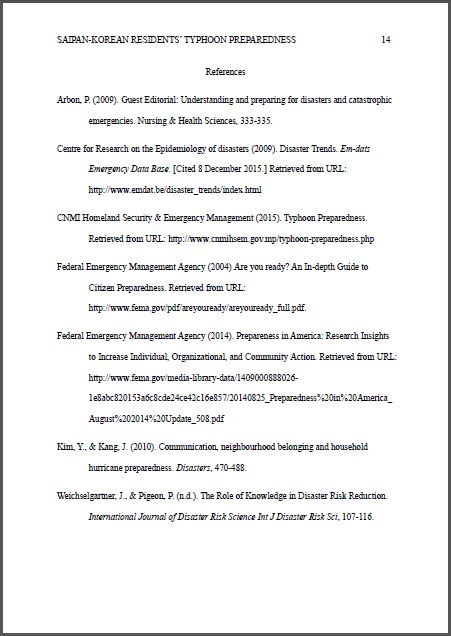 SAIPAN-KOREAN RESIDENTS' TYPHOON PREPAREDNESS 14
References
Arbon, P. (2009). Guest Editorial: Understanding and preparing for disasters and catastrophic
emergencies. Nursing & Health Sciences, 333-335.
Centre for Research on the Epidemiology of disasters (2009). Disaster Trends. Em-dats
Emergency Data Base. [Cited 8 December 2015.] Retrieved from URL:
http://www.emdat.be/disaster_trends/index.html
CNMI Homeland Security & Emergency Management (2015). Typhoon Preparedness.
Retrieved from URL: http://www.cnmihsem.gov.mp/typhoon-preparedness.php
Federal Emergency Management Agency (2004) Are you ready? An In-depth Guide to
Citizen Preparedness. Retrieved from URL:
http://www.fema.gov/pdf/areyouready/areyouready_full.pdf.
Federal Emergency Management Agency (2014). Prepareness in America: Research Insights
to Increase Individual, Organizational, and Community Action. Retrieved from URL:
http://www.fema.gov/media-library-data/1409000888026-
1e8abc820153a6c8cde24ce42c16e857/20140825_Preparedness%20in%20America_
August%202014%20Update_508.pdf
Kim, Y., & Kang, J. (2010). Communication, neighbourhood belonging and household
hurricane preparedness. Disasters, 470-488.
Weichselgartner, J., & Pigeon, P. (n.d.). The Role of Knowledge in Disaster Risk Reduction.
International Journal of Disaster Risk Science Int J Disaster Risk Sci, 107-116.